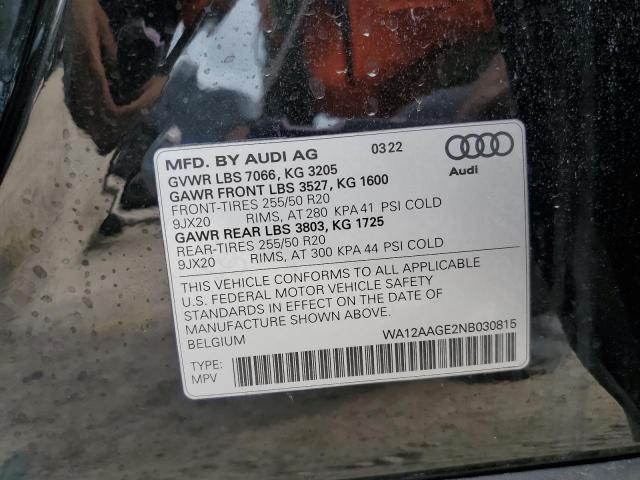 MFD. BY AUDI AG 03 22
GVWR LBS 7066, KG 3205
GAWR FRONT LBS 3527, KG 1600
FRONT-TIRES 255/50 R20
9JX20 RIMS, AT 280 KPA 41 PSI COLD
GAWR REAR LBS 3803, KG 1725
REAR-TIRES 255/50 R20
9JX20 RIMS, AT 300 KPA 44 PSI COLD
Audi
THIS VEHICLE CONFORMS TO ALL APPLICABLE
U.S. FEDERAL MOTOR VEHICLE SAFETY
STANDARDS IN EFFECT ON THE DATE OF
MANUFACTURE SHOWN ABOVE.
BELGIUM WA12AAGE2NB030815
TYPE:
MPV